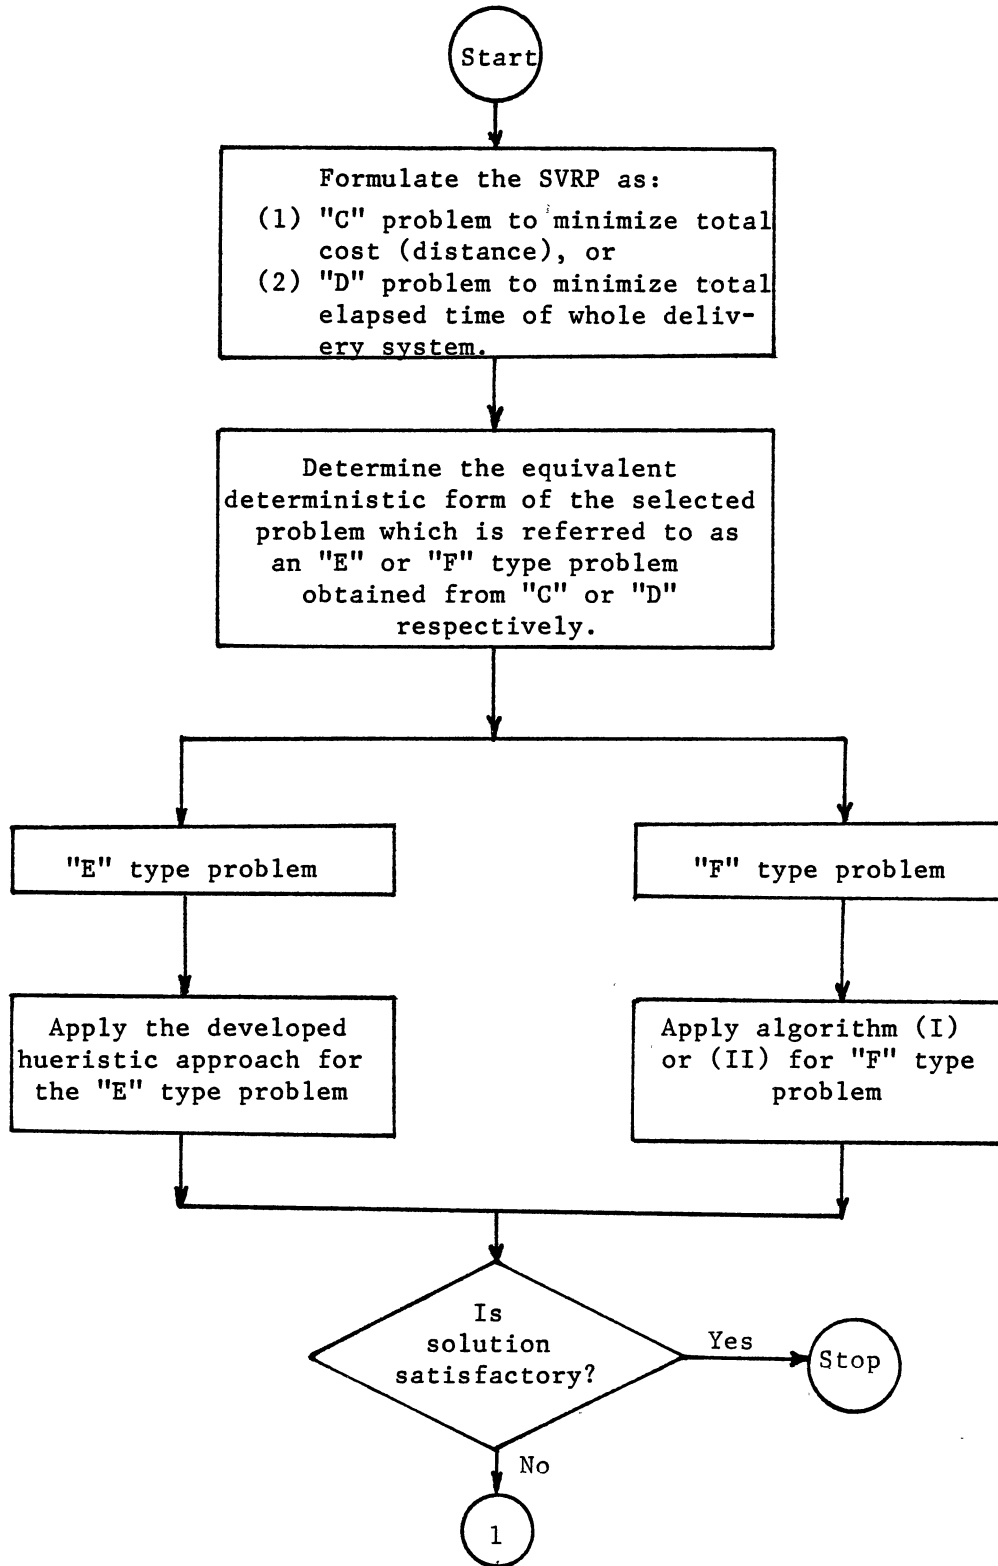 Start
Formulate the SVRP as:
(1) "C" problem to minimize total
cost (distance), or
(2) "D" problem to minimize total
elapsed time of whole deliv-
ery system.
Determine the equivalent
deterministic form of the selected
problem which is referred to as
an "E" or "F" type problem
obtained from "C" or "D"
respectively.
"E" type problem
"F" type problem
Apply the developed
hueristic approach for
the "E" type problem
Apply algorithm (I)
or (II) for "F" type
problem
Is
solution
satisfactory?
Yes
Stop
No
1